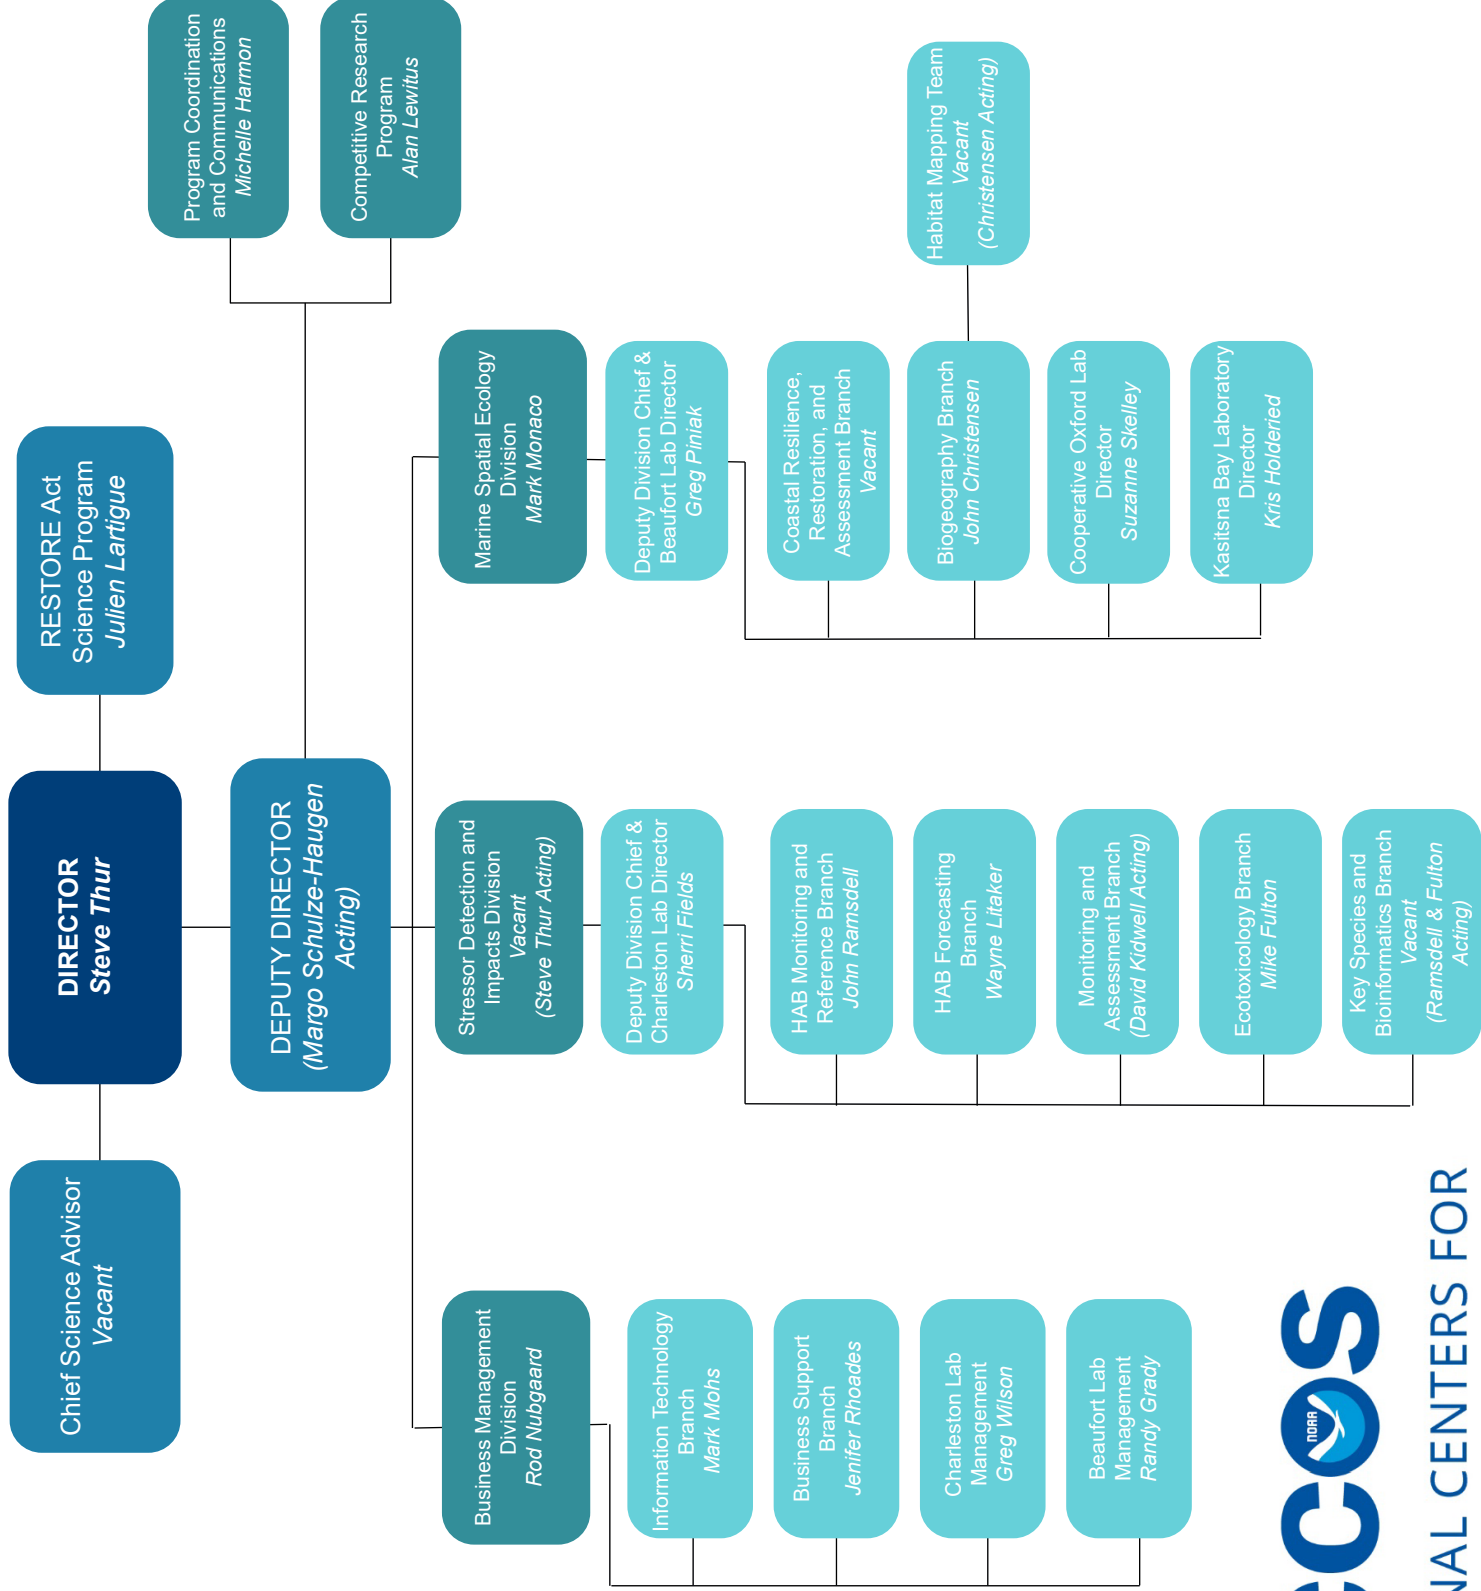 Chief Science Advisor
Vacant
DIRECTOR
Steve Thur
RESTORE Act
Science Program
Julien Lartigue
DEPUTY DIRECTOR
(Margo Schulze-Haugen
Acting)
Program Coordination
and Communications
Michelle Harmon
Competitive Research
Program
Alan Lewitus
Business Management
Division
Rod Nubgaard
Information Technology
Branch
Mark Mohs
Business Support
Branch
Jenifer Rhoades
Charleston Lab
Management
Greg Wilson
Beaufort Lab
Management
Randy Grady
Stressor Detection and
Impacts Division
Vacant
(Steve Thur Acting)
Deputy Division Chief &
Charleston Lab Director
Sherri Fields
HAB Monitoring and
Reference Branch
John Ramsdell
HAB Forecasting
Branch
Wayne Litaker
Monitoring and
Assessment Branch
(David Kidwell Acting)
Ecotoxicology Branch
Mike Fulton
Key Species and
Bioinformatics Branch
Vacant
(Ramsdell & Fulton
Acting)
Marine Spatial Ecology
Division
Mark Monaco
Deputy Division Chief &
Beaufort Lab Director
Greg Piniak
Coastal Resilience,
Restoration, and
Assessment Branch
Vacant
Biogeography Branch
John Christensen
Habitat Mapping Team
Vacant
(Christensen Acting)
Cooperative Oxford Lab
Director
Suzanne Skelley
Kasitsna Bay Laboratory
Director
Kris Holderied
COS
NOAA
NAL CENTERS FOR